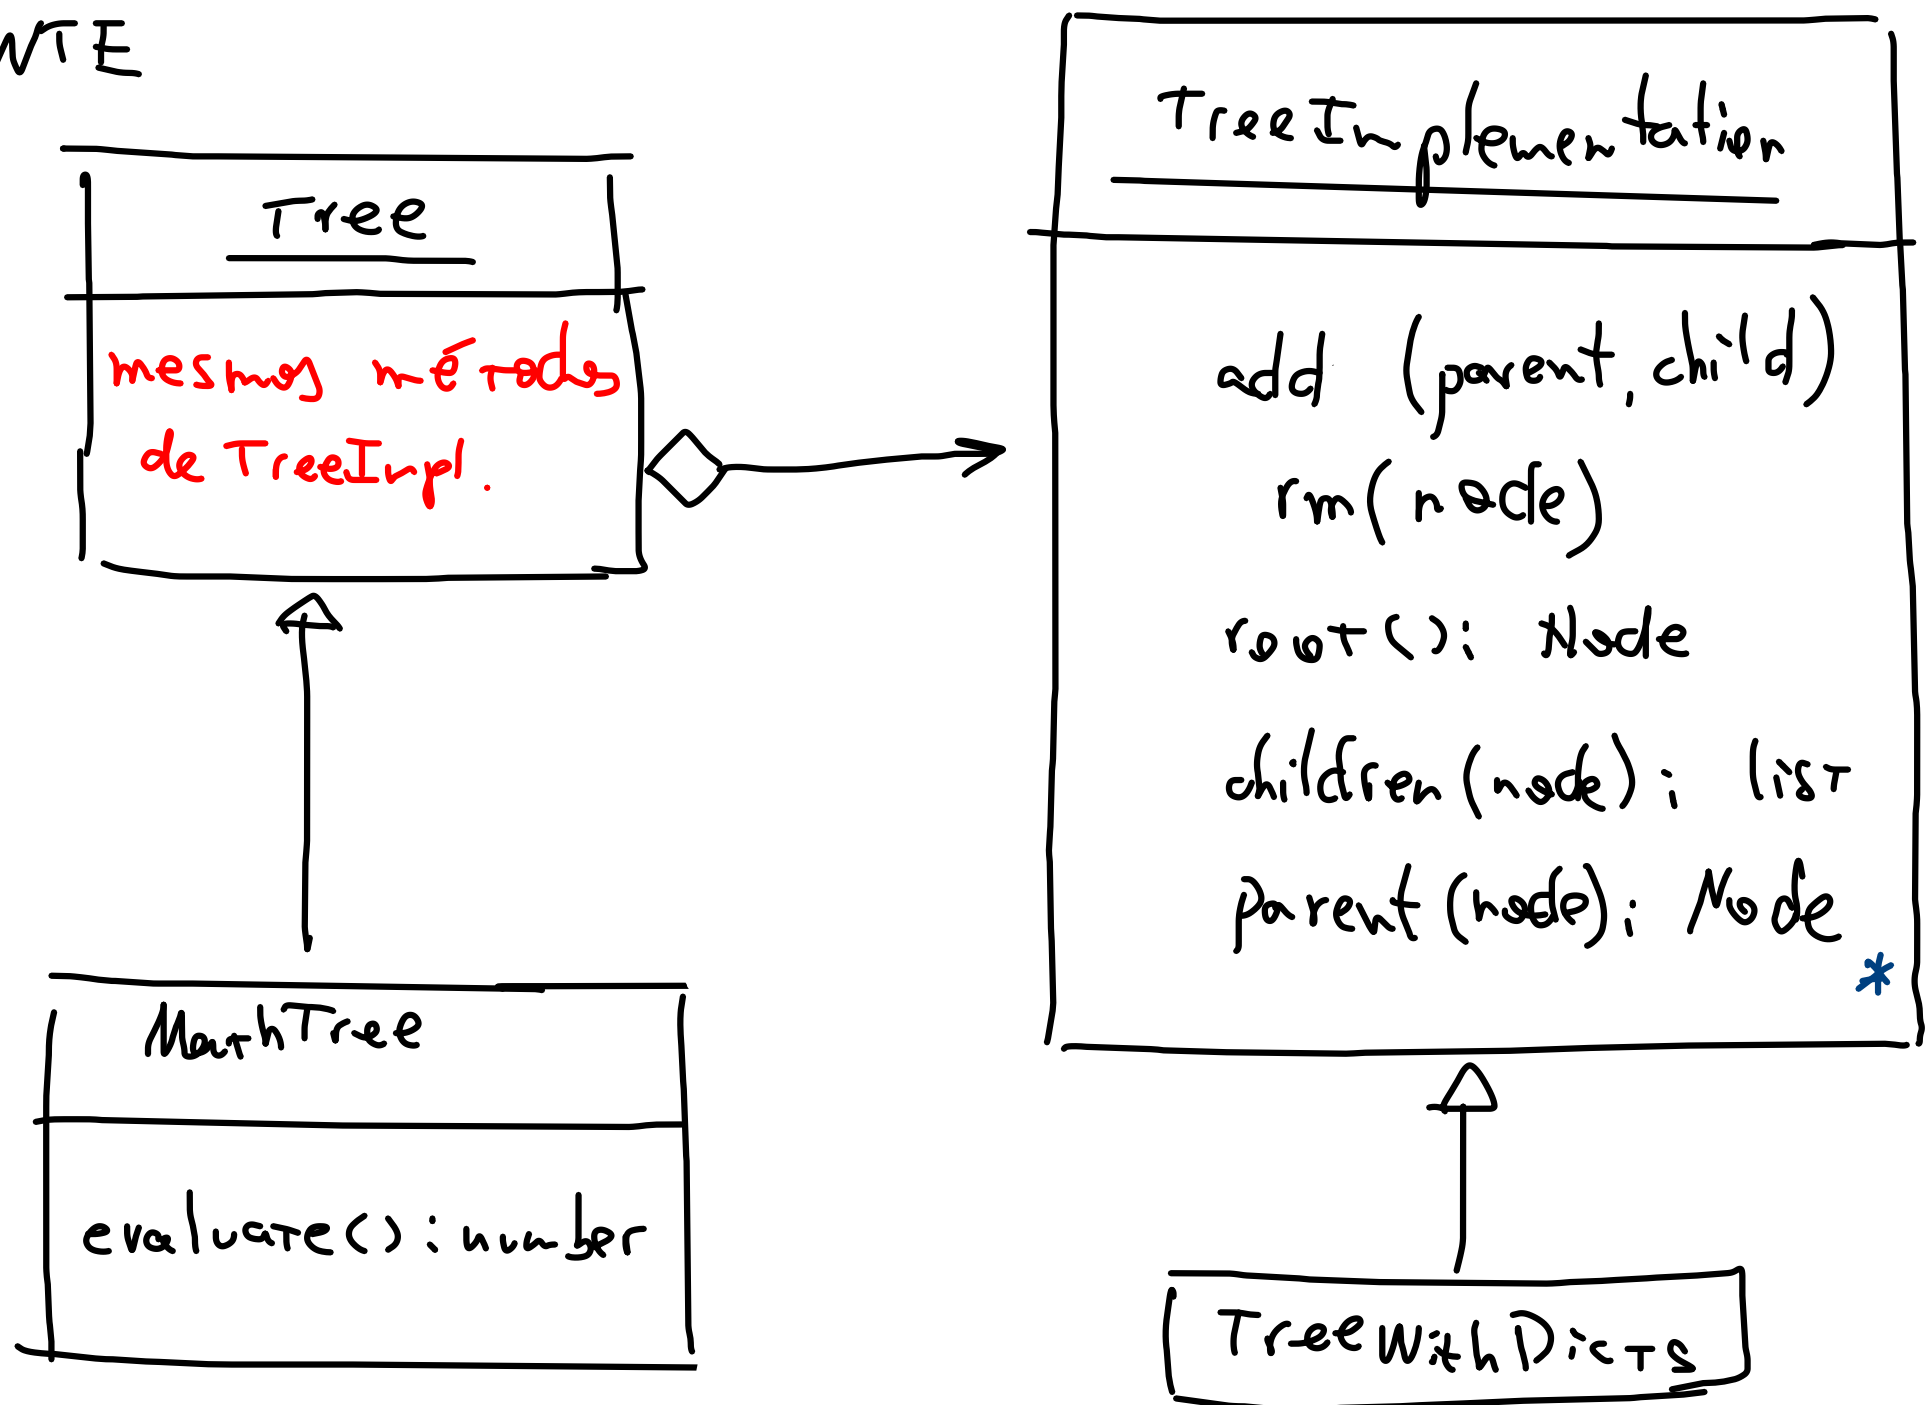 NTE
Tree
mesmos métodos
de TreeImpl.
MathTree
evaluate(): number
TreeImplementation
add (parent, child)
rm(node)
root(): Node
children(node): list
parent(node): Node
*
TreeWithDicts